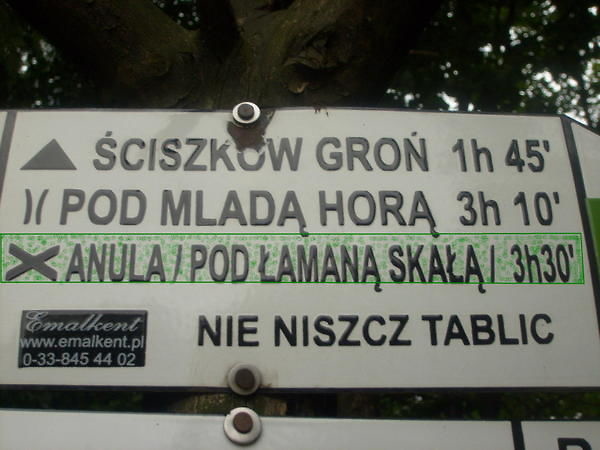 ŚCISZKÓW GROŃ 1h 45'
)( POD MLADĄ HORĄ 3h 10'
ANULA / POD ŁAMANĄ SKAŁĄ / 3h30'
Emalkent
www.emalkent.pl
0-33-845 44 02
NIE NISZCZ TABLIC